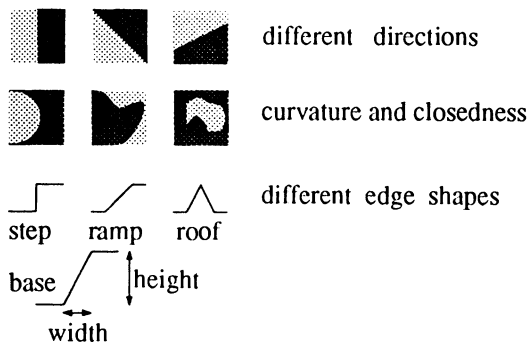 different directions
curvature and closedness
different edge shapes
step ramp roof
base
height
width